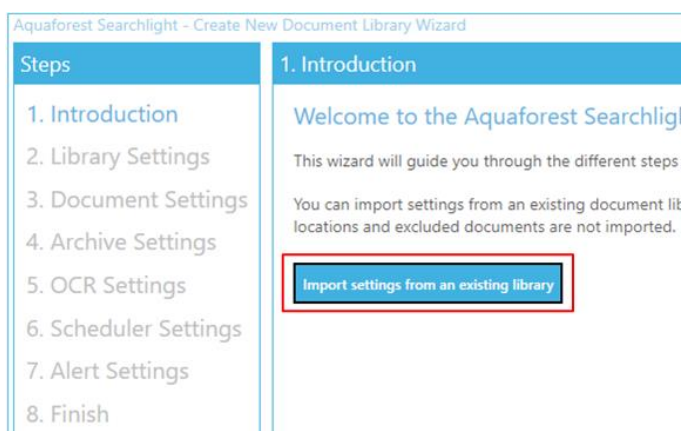 Aquaforest Searchlight - Create New Document Library Wizard
Steps
1. Introduction
2. Library Settings
3. Document Settings
4. Archive Settings
5. OCR Settings
6. Scheduler Settings
7. Alert Settings
8. Finish
1. Introduction
Welcome to the Aquaforest
This wizard will guide you through the different steps
You can import settings from an existing document
locations and excluded documents are not imported.
Import settings from an existing library